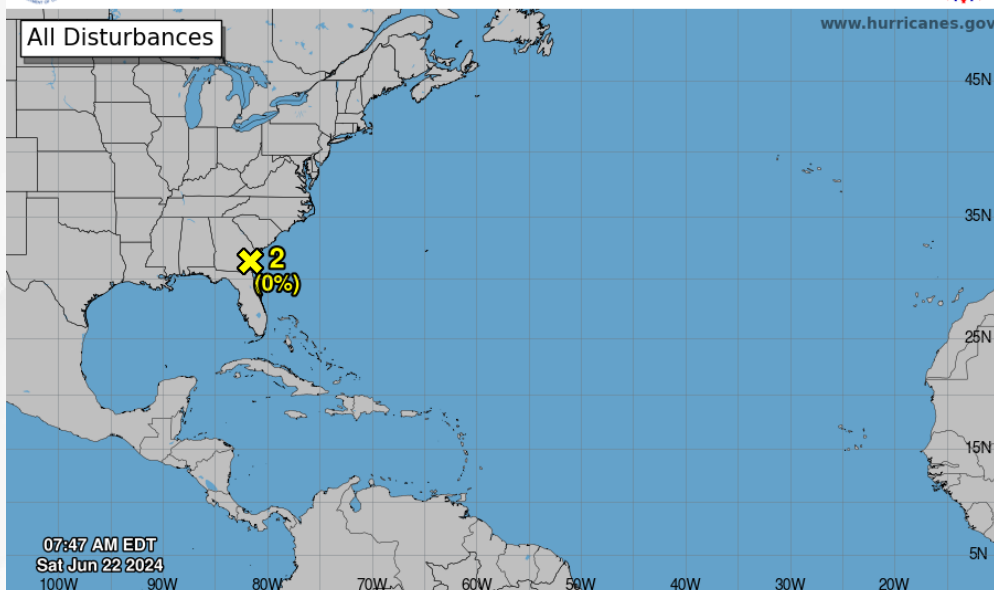 www.hurricanes.gov
All Disturbances
45N
35N
2
(0%)
25N
15N
07:47 AM EDT
5N
Sat Jun 22 2024
100W 90W 80W 70W 60W 50W 40W 30W 20W